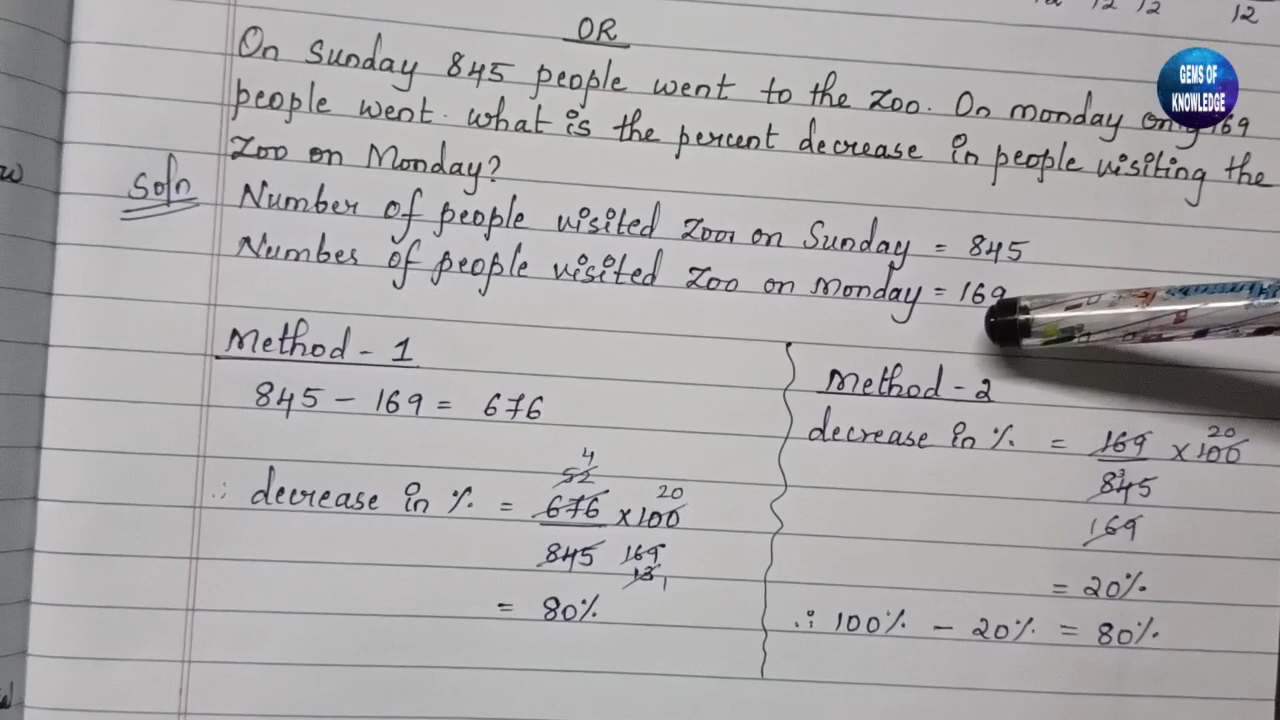 12 12 12 12
OR
On Sunday 845 people went to the Zoo. On monday only 169
people went. what is the percent decrease in people visiting the
Zoo on Monday?
Soln
Number of people visited Zoo on Sunday = 845
Number of people visited Zoo on monday = 169
Method - 1
845 - 169 = 676
4
52 20
∴ decrease in % = 676 × 100
845 169
13 1
= 80%
Method - 2
20
decrease in % = 169 × 100
845
169
= 20%
∴ 100% - 20% = 80%
GEMS OF
KNOWLEDGE